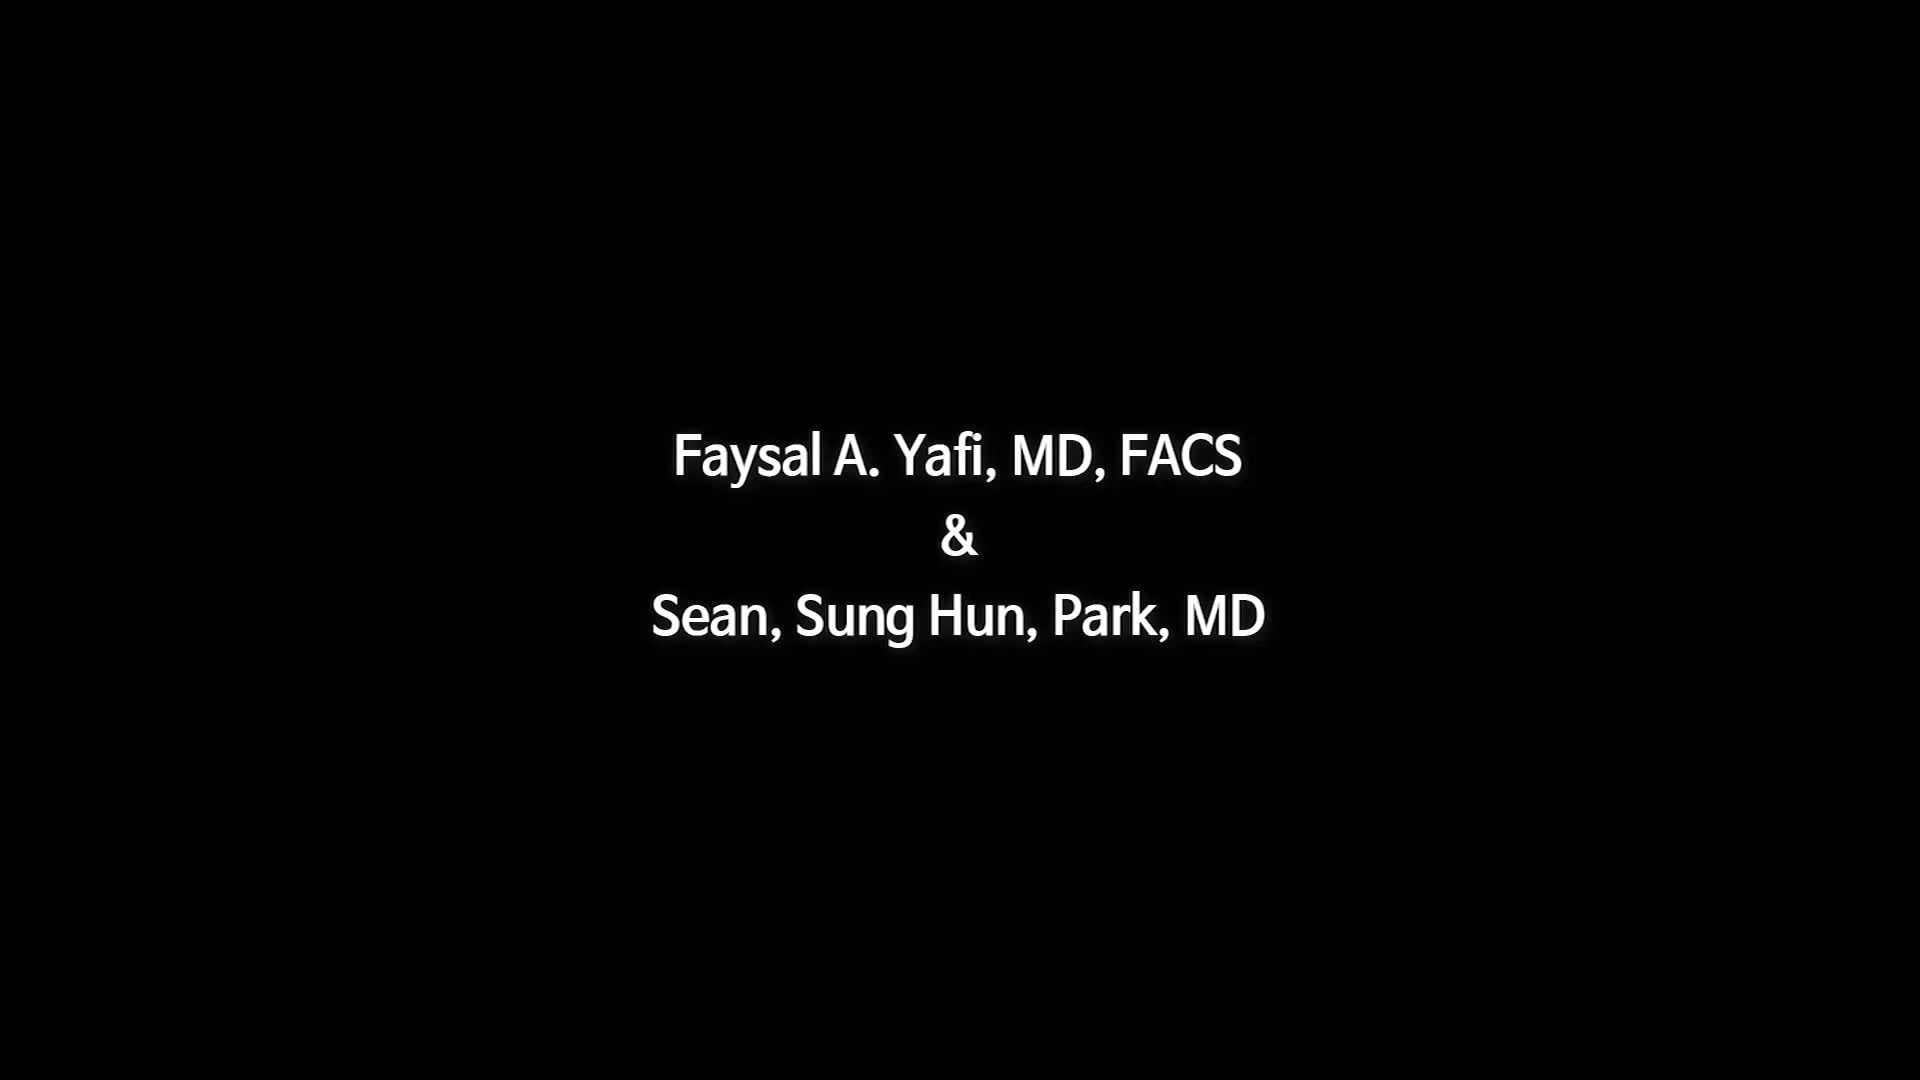 Faysal A. Yafi, MD, FACS
&
Sean, Sung Hun, Park, MD